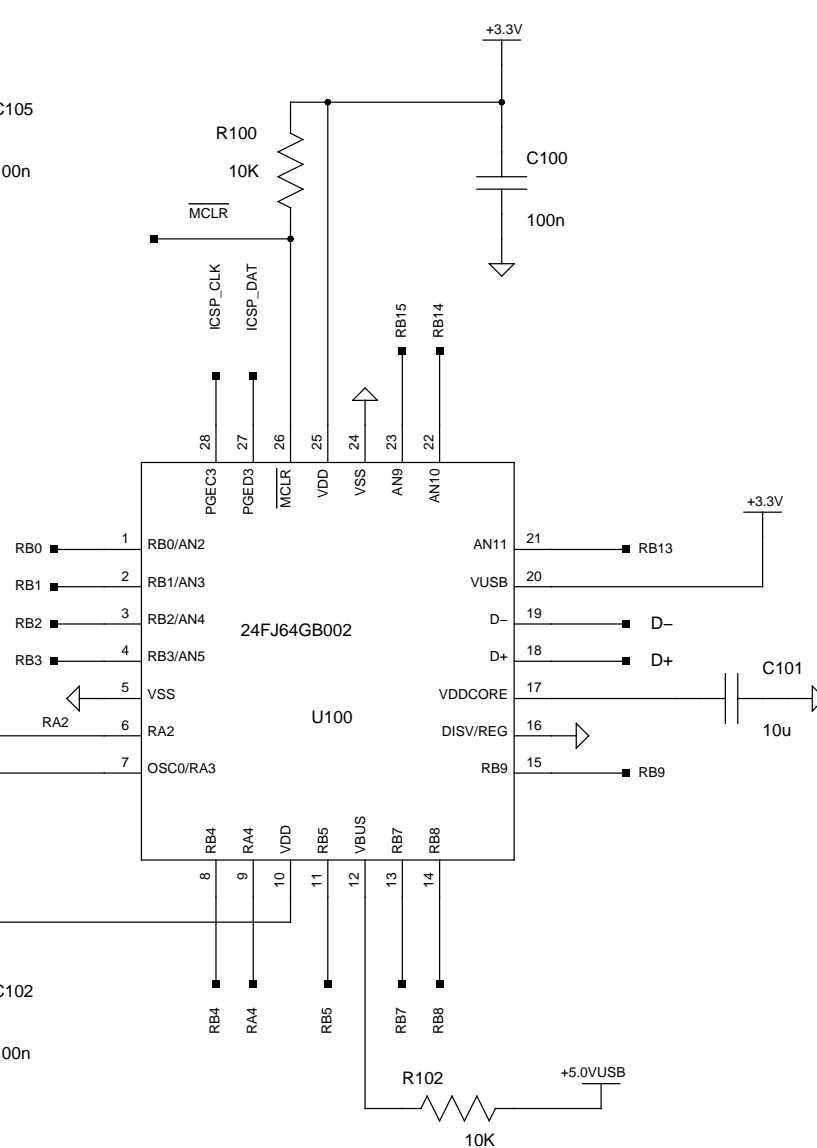 +3.3V
C105
R100
C100
00n
10K
MCLR
100n
ICSP_CLK
ICSP_DAT
RB15
RB14
28
27
26
25
24
23
22
PGEC3
PGED3
MCLR
VDD
VSS
AN9
AN10
+3.3V
RB0 1 RB0/AN2
AN11 21 RB13
RB1 2 RB1/AN3
VUSB 20
RB2 3 RB2/AN4
D− 19 D−
24FJ64GB002
RB3 4 RB3/AN5
D+ 18 D+
C101
5 VSS
VDDCORE 17
RA2 6 RA2
U100
DISV/REG 16
10u
7 OSC0/RA3
RB9 15 RB9
RB4
RA4
VDD
RB5
VBUS
RB7
RB8
8
9
10
11
12
13
14
C102
RB4
RA4
RB5
RB7
RB8
00n
R102
+5.0VUSB
10K